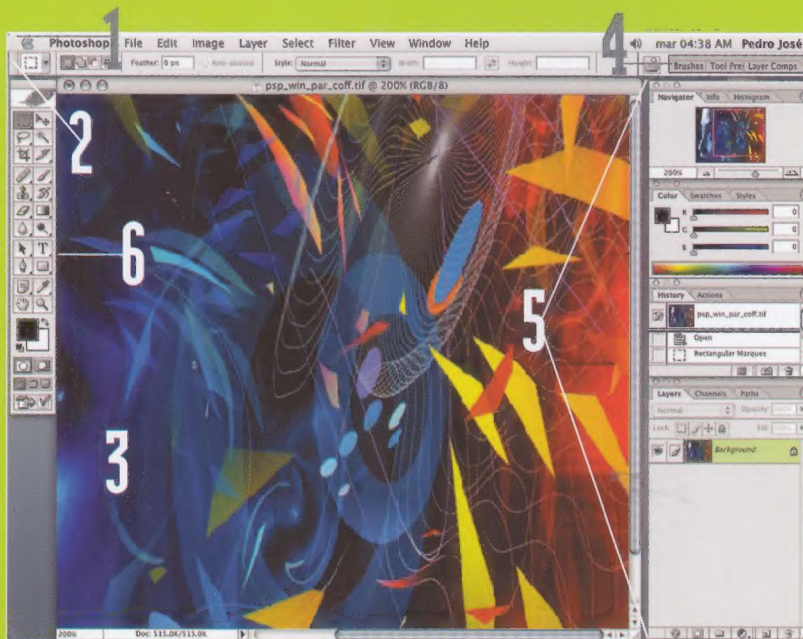 1
4
Photoshop File Edit Image Layer Select Filter View Window Help
mar 04:38 AM Pedro José
Feather: 0 px Anti-aliased Style: Normal Width: Height:
Brushes Tool Pre Layer Comps
psp_win_par_coff.tif @ 200% (RGB/8)
Navigator Info Histogram
2
200%
Color Swatches Styles
R 0
G 0
B 0
6
5
History Actions
psp_win_par_coff.tif
Open
Rectangular Marquee
Layers Channels Paths
Normal Opacity:
Lock: Fill:
3
Background
200% Doc: 515.0K/515.0K